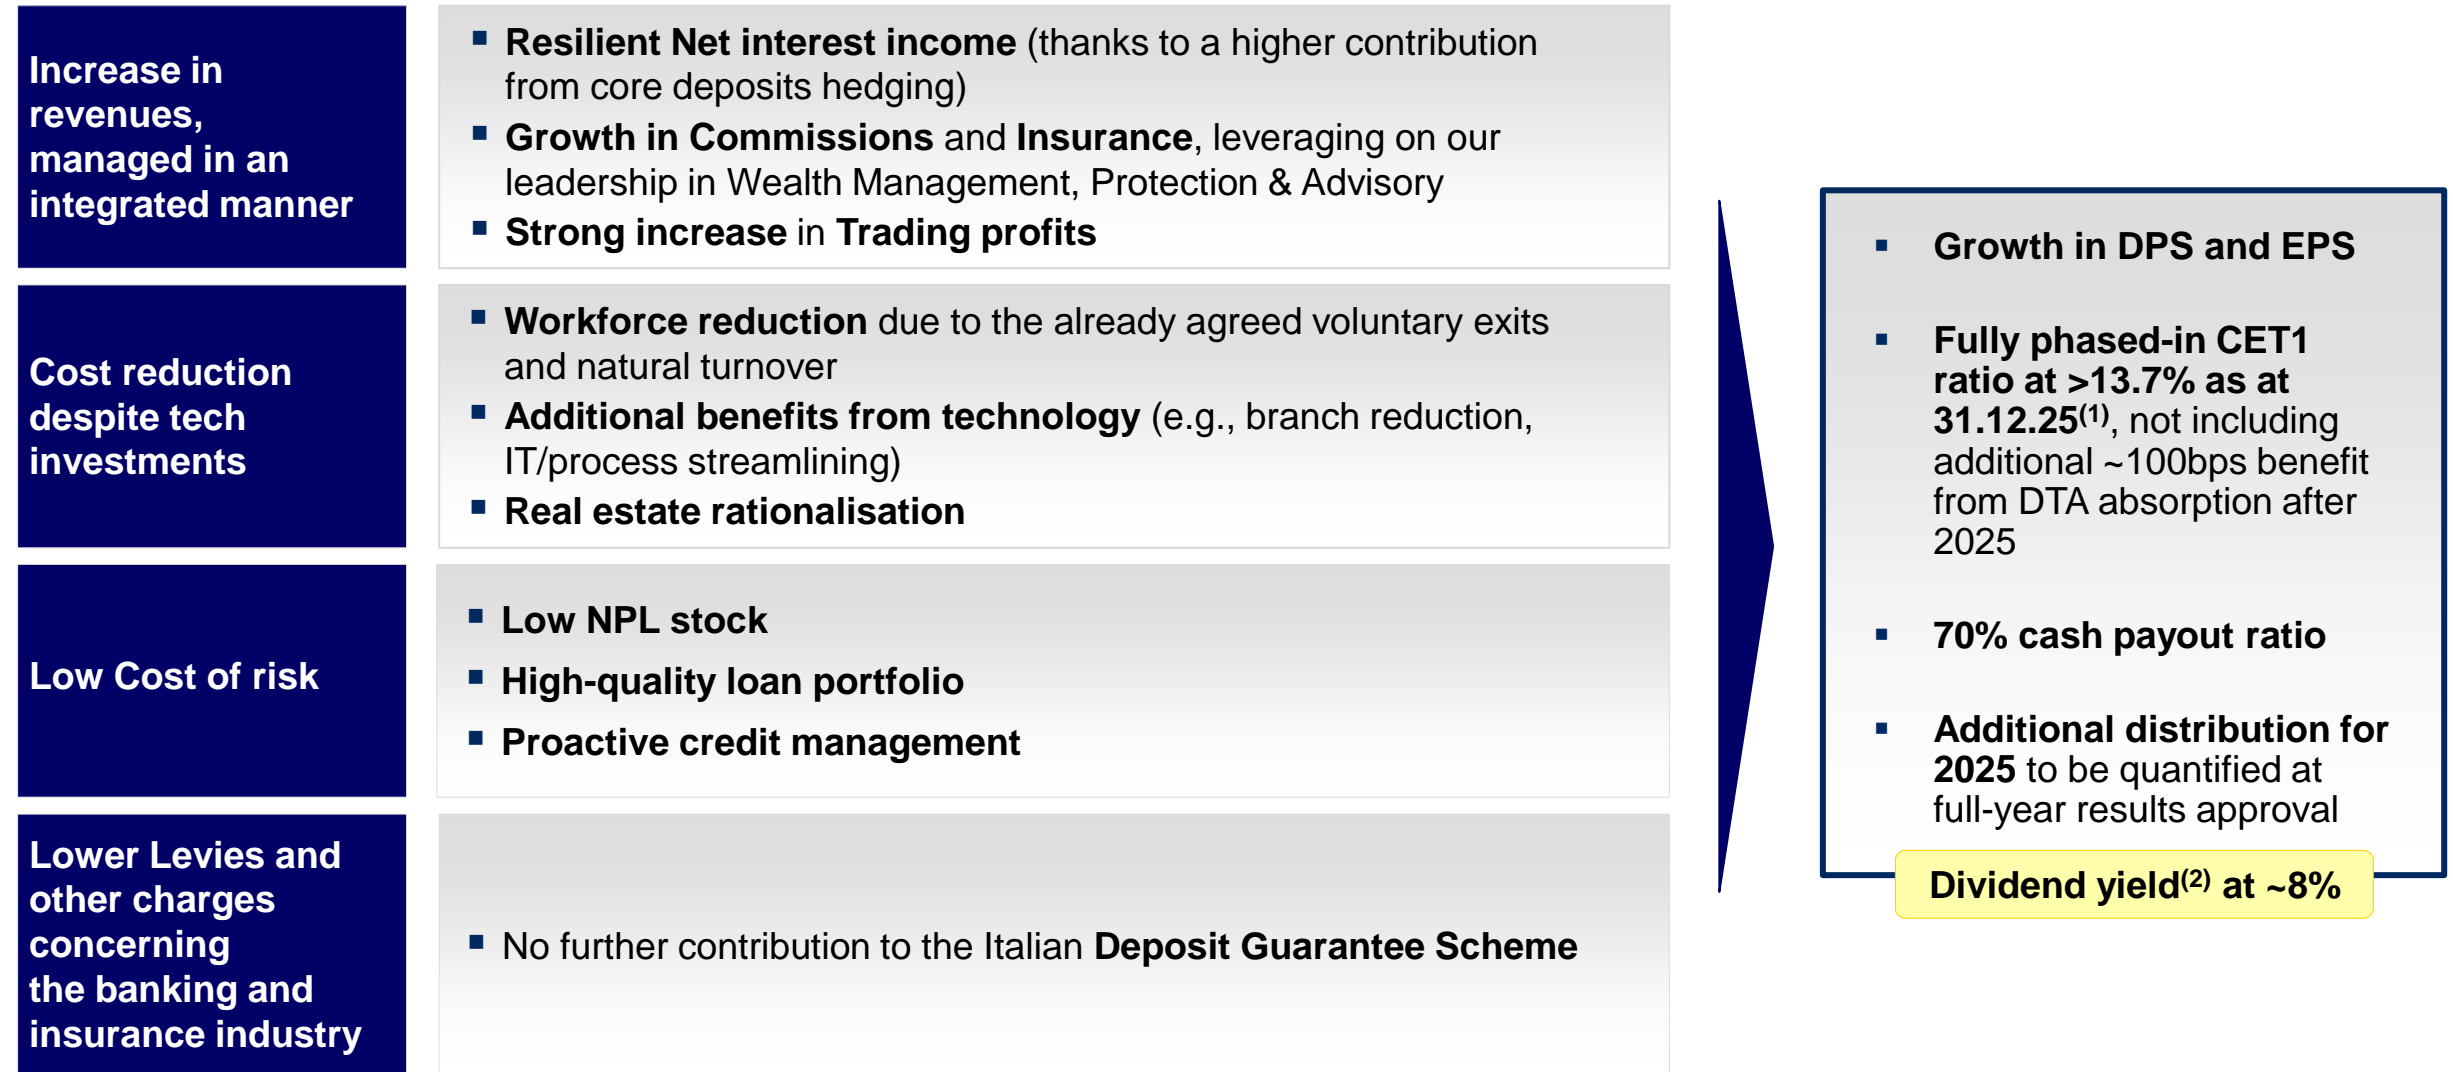 Increase in
revenues,
managed in an
integrated manner
▪ Resilient Net interest income (thanks to a higher contribution
from core deposits hedging)
▪ Growth in Commissions and Insurance, leveraging on our
leadership in Wealth Management, Protection & Advisory
▪ Strong increase in Trading profits
Cost reduction
despite tech
investments
▪ Workforce reduction due to the already agreed voluntary exits
and natural turnover
▪ Additional benefits from technology (e.g., branch reduction,
IT/process streamlining)
▪ Real estate rationalisation
Low Cost of risk
▪ Low NPL stock
▪ High-quality loan portfolio
▪ Proactive credit management
Lower Levies and
other charges
concerning
the banking and
insurance industry
▪ No further contribution to the Italian Deposit Guarantee Scheme
▪ Growth in DPS and EPS
▪ Fully phased-in CET1
ratio at >13.7% as at
31.12.25(1), not including
additional ~100bps benefit
from DTA absorption after
2025
▪ 70% cash payout ratio
▪ Additional distribution for
2025 to be quantified at
full-year results approval
Dividend yield(2) at ~8%